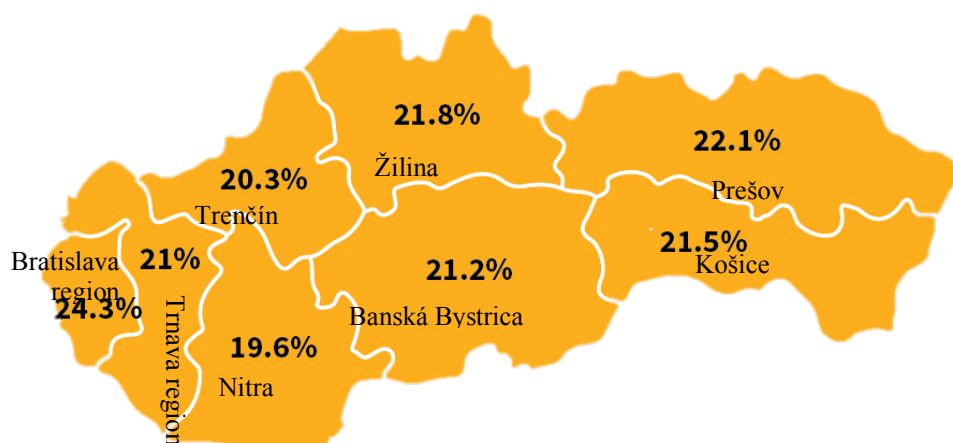 21.8%
Žilina
22.1%
Prešov
20.3%
Trenčín
21.5%
Košice
Bratislava
region
24.3%
21%
Trnava region
21.2%
Banská Bystrica
19.6%
Nitra